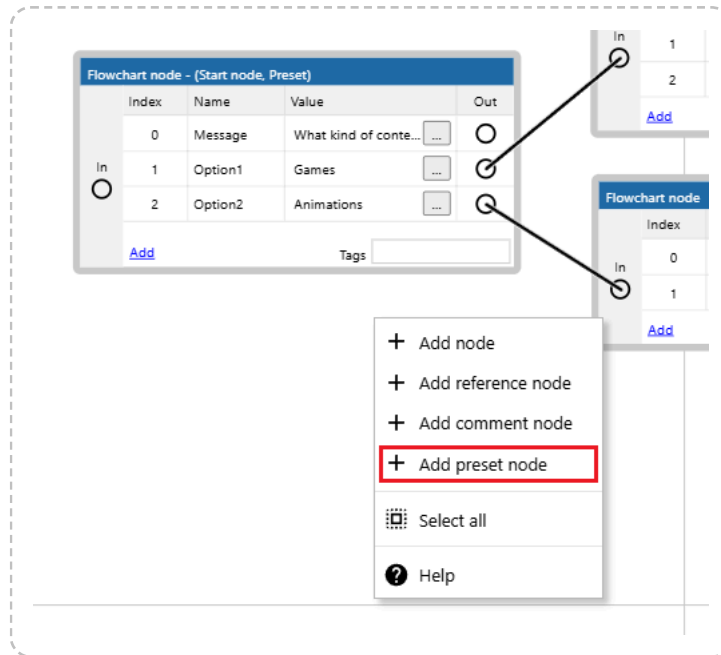 Flowchart node - (Start node, Preset)
Index Name Value Out
0 Message What kind of conte... ...
In
1 Option1 Games ...
2 Option2 Animations ...
Add Tags
In
1
2
Add
Flowchart node
Index
0
In
1
Add
+ Add node
+ Add reference node
+ Add comment node
+ Add preset node
Select all
? Help